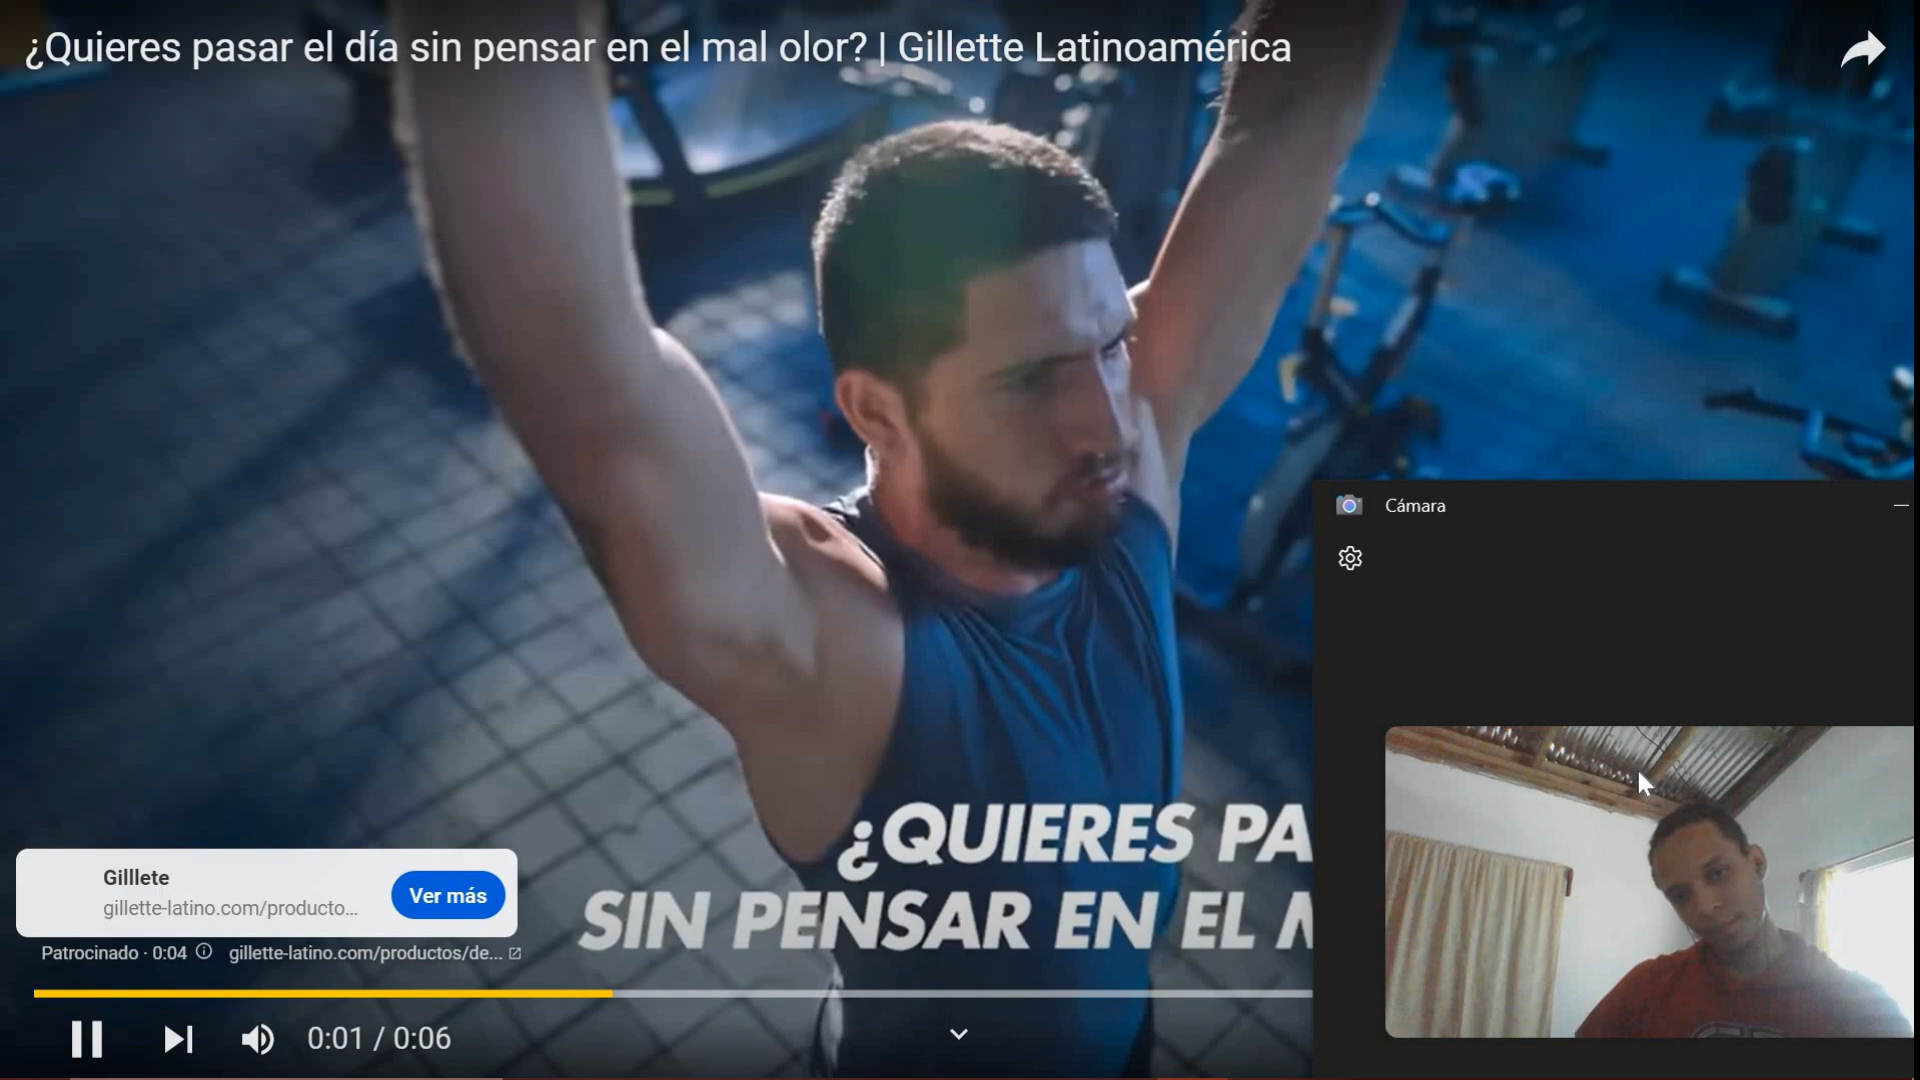 ¿Quieres pasar el día sin pensar en el mal olor? | Gillette Latinoamérica
Cámara
¿QUIERES PA
SIN PENSAR EN EL
Gilllete
gillette-latino.com/producto...
Ver más
Patrocinado · 0:04
gillette-latino.com/productos/de...
0:01 / 0:06